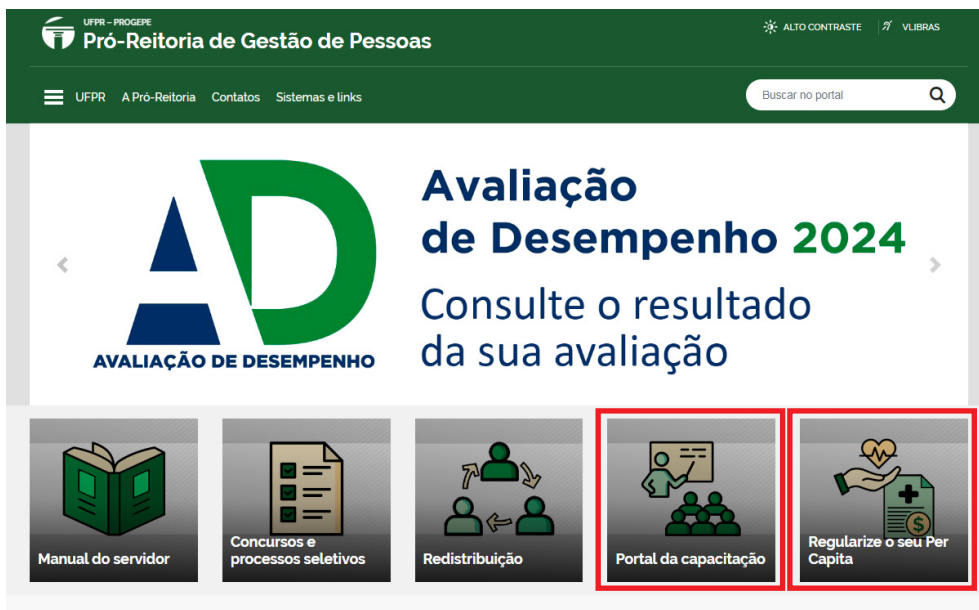 UFPR – PROGEPE
Pró-Reitoria de Gestão de Pessoas
ALTO CONTRASTE
VLIBRAS
UFPR A Pró-Reitoria Contatos Sistemas e links
Buscar no portal
AD
AVALIAÇÃO DE DESEMPENHO
Avaliação
de Desempenho 2024
Consulte o resultado
da sua avaliação
Manual do servidor
Concursos e
processos seletivos
Redistribuição
Portal da capacitação
Regularize o seu Per
Capita